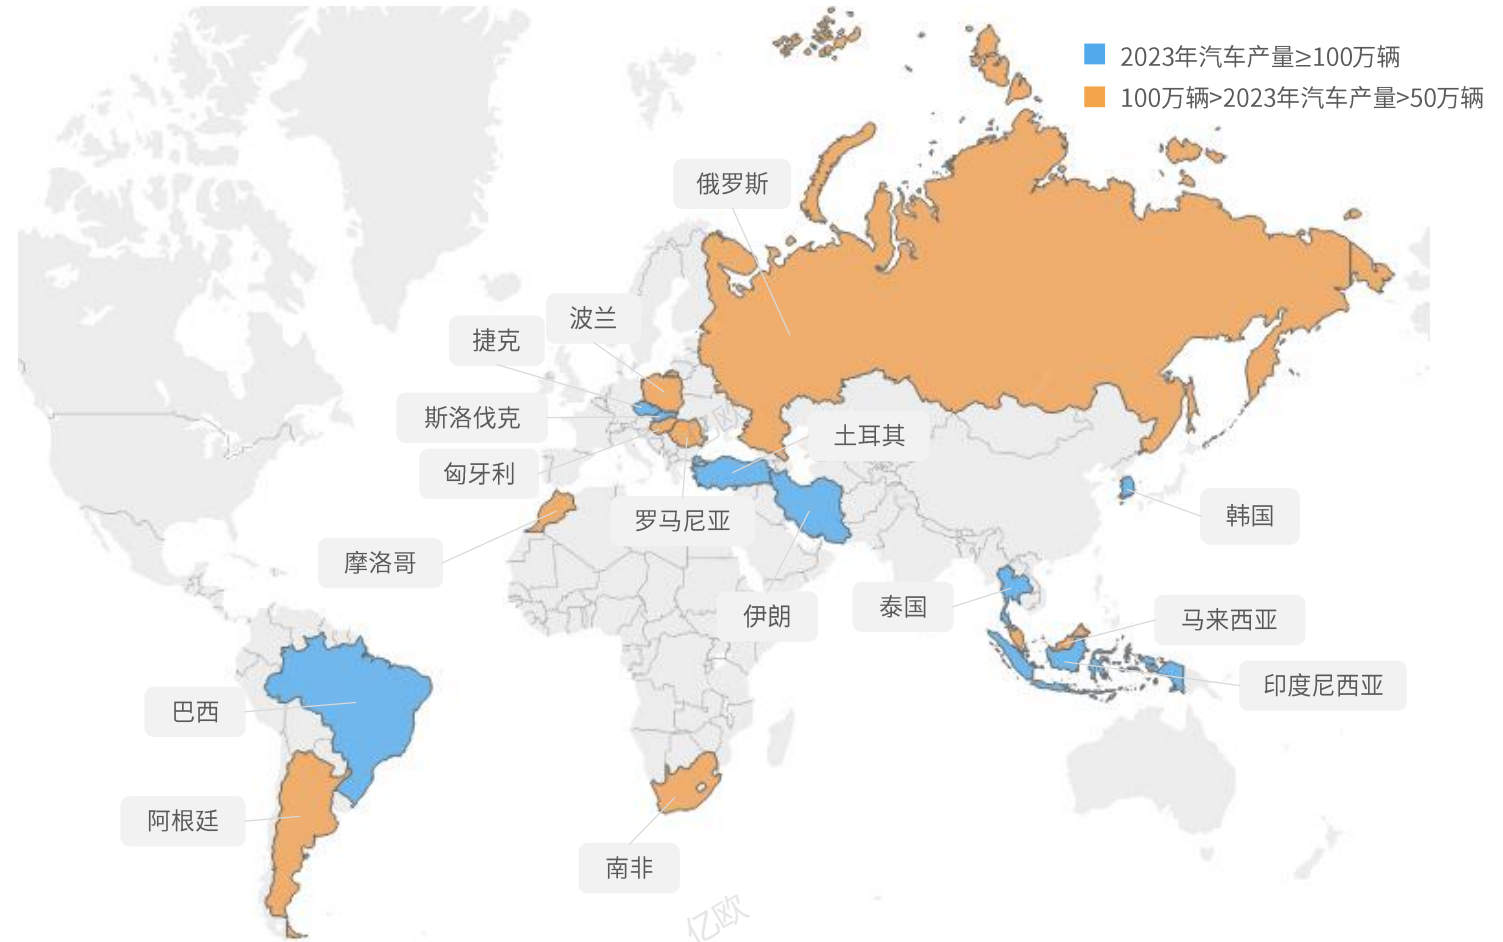 2023年汽车产量≥100万辆
100万辆>2023年汽车产量>50万辆
俄罗斯
波兰
捷克
斯洛伐克
土耳其
匈牙利
罗马尼亚
韩国
摩洛哥
伊朗
泰国
马来西亚
印度尼西亚
巴西
阿根廷
南非
亿欧
亿欧